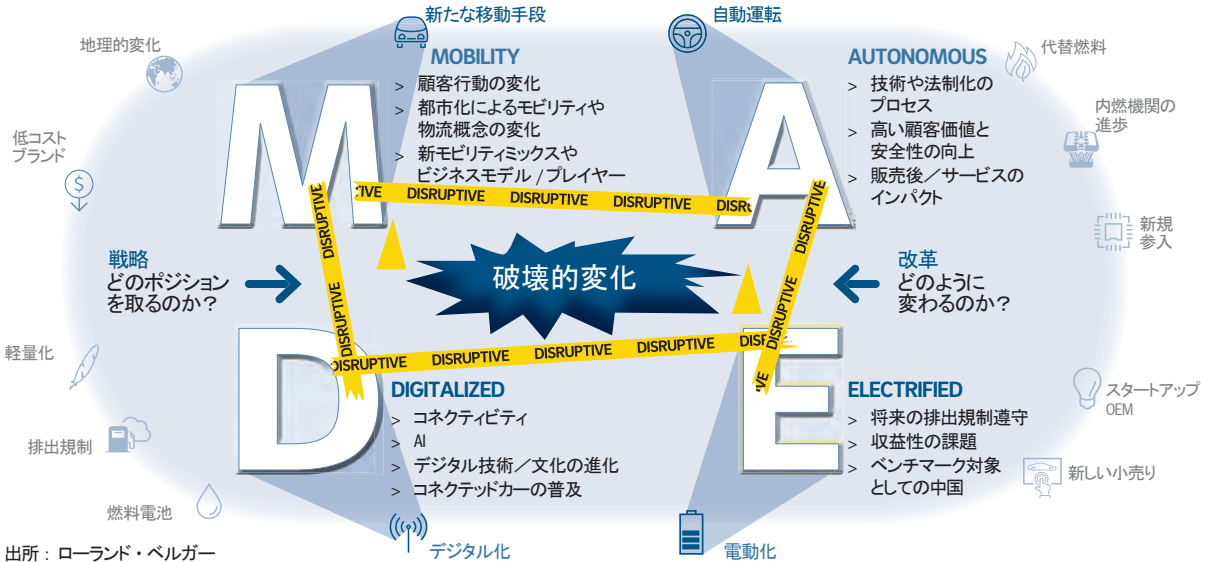 新たな移動手段
自動運転
地理的変化
MOBILITY
> 顧客行動の変化
> 都市化によるモビリティや
物流概念の変化
> 新モビリティミックスや
ビジネスモデル / プレイヤー
AUTONOMOUS
> 技術や法制化の
プロセス
> 高い顧客価値と
安全性の向上
> 販売後／サービスの
インパクト
代替燃料
内燃機関の
進歩
低コスト
ブランド
$
M
A
TIVE DISRUPTIVE DISRUPTIVE DISRUPTIVE DISRU
DISRUPTIVE DISRUPTIVE DISRUPTIVE
DISRUPTIVE DISRUPTIVE DISRUPTIVE VE
新規
参入
戦略
どのポジション
を取るのか？
破壊的変化
改革
どのように
変わるのか？
DISRUPTIVE DISRUPTIVE DISRUPTIVE DISRUPTIVE DISR
D
E
軽量化
排出規制
燃料電池
DIGITALIZED
> コネクティビティ
> AI
> デジタル技術／文化の進化
> コネクテッドカーの普及
ELECTRIFIED
> 将来の排出規制遵守
> 収益性の課題
> ベンチマーク対象
としての中国
スタートアップ
OEM
新しい小売り
デジタル化
電動化
出所：ローランド・ベルガー